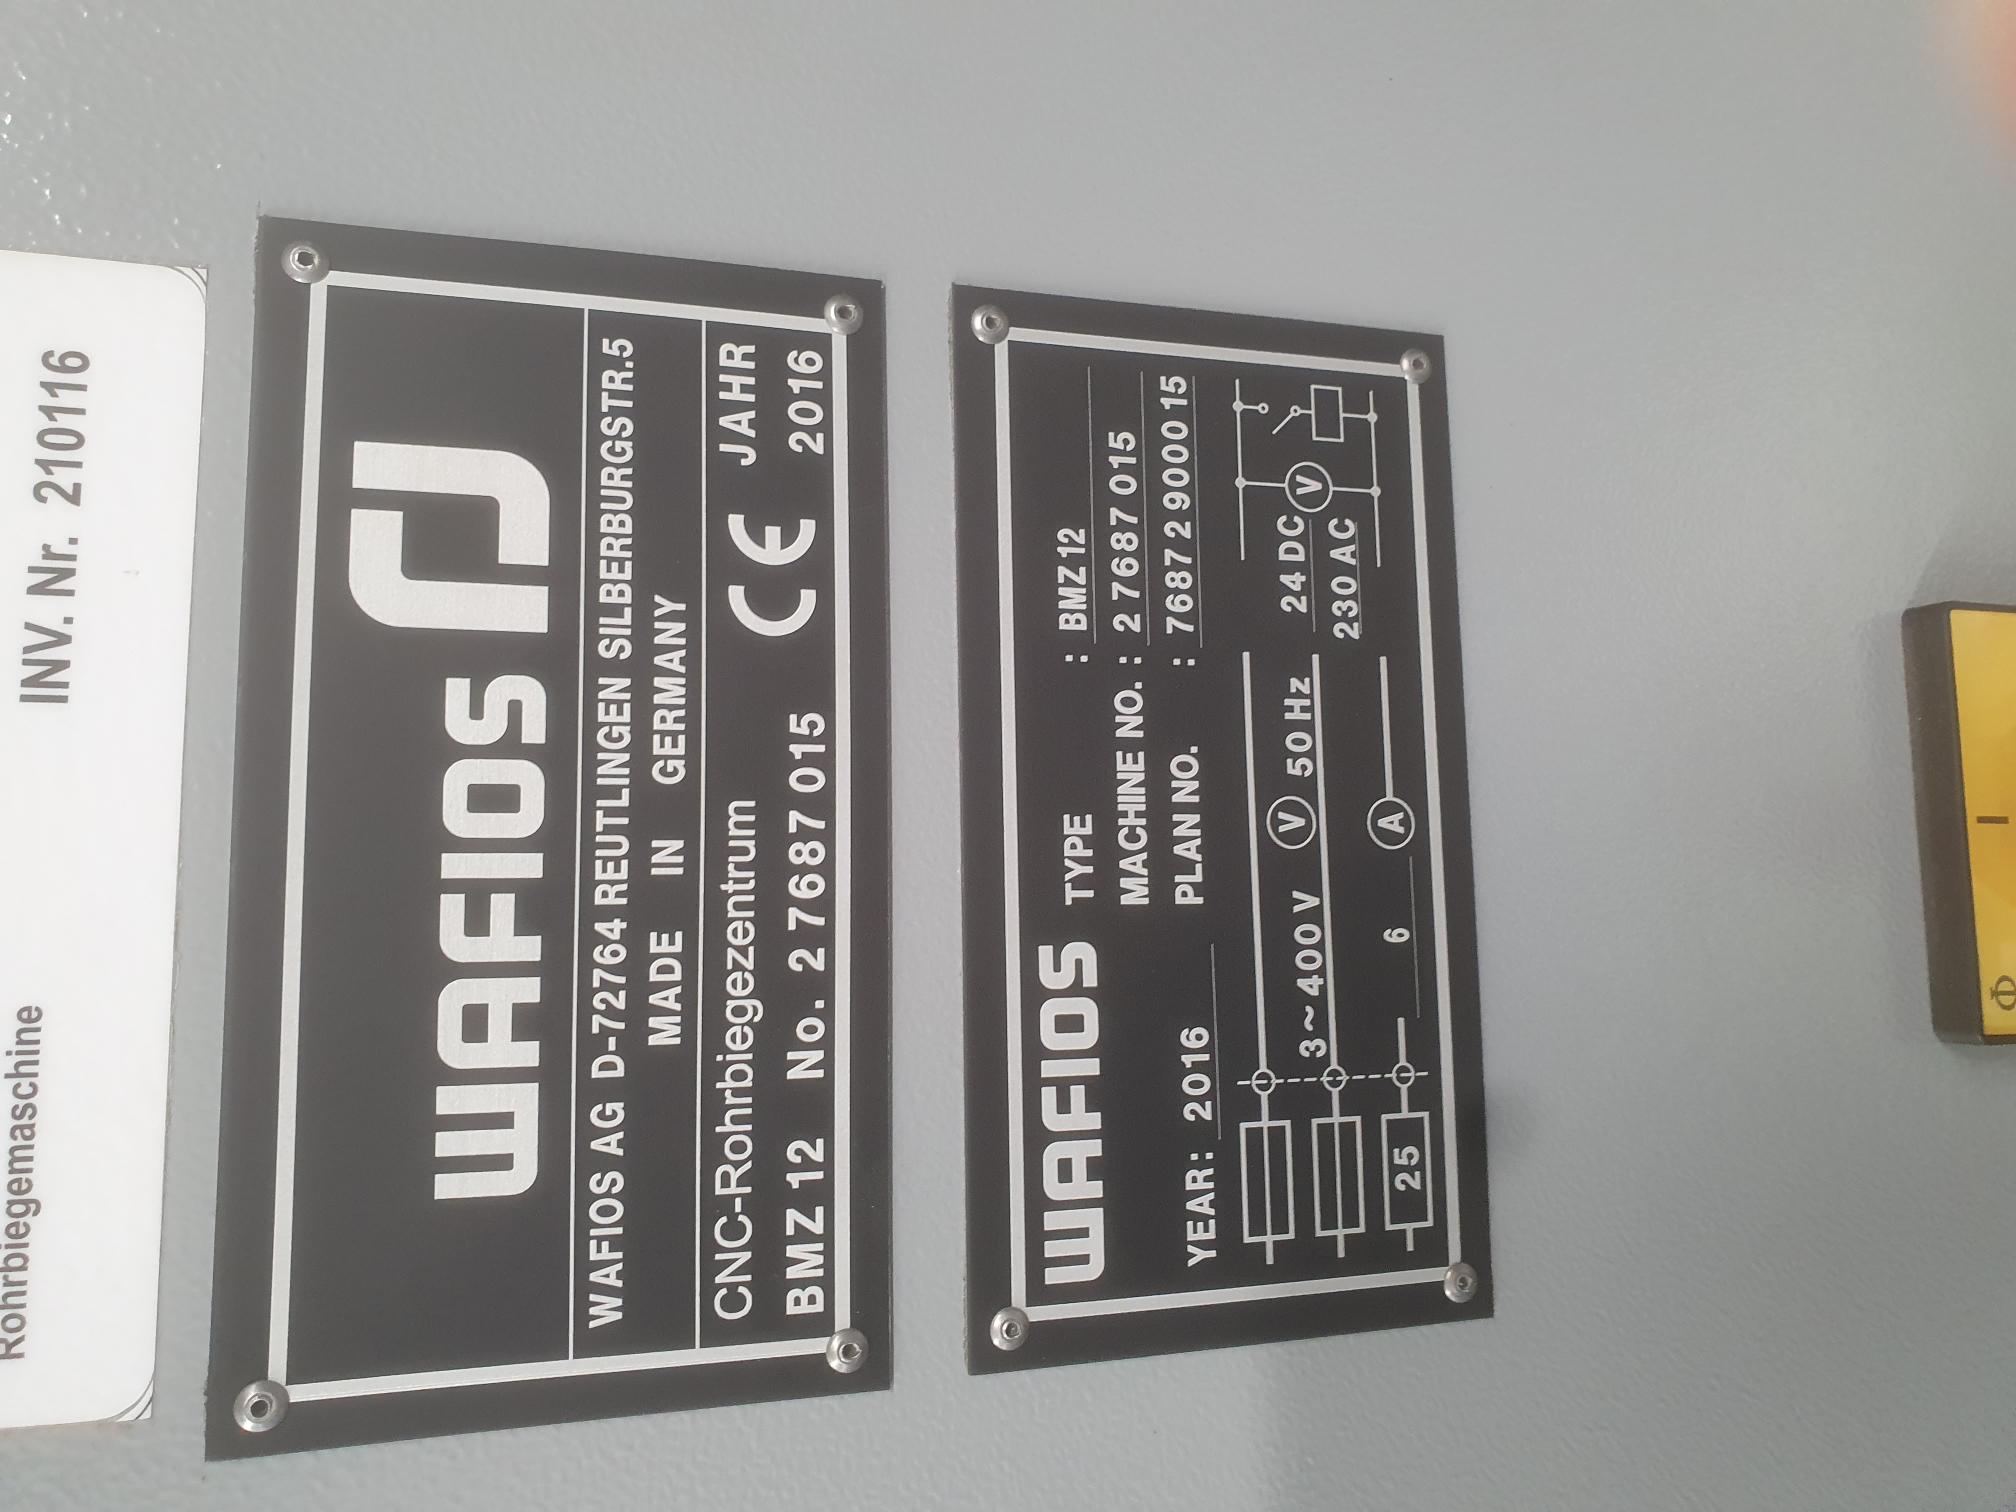 Rohrbiegemaschine
INV. Nr. 210116
WAFIOS
WAFIOS AG D-72764 REUTLINGEN SILBERBURGSTR.5
MADE IN GERMANY
CNC-Rohrbiegezentrum
CE JAHR
BMZ 12 No. 2 7687 015 2016
WAFIOS TYPE : BMZ 12
MACHINE NO. : 2 7687 015
YEAR: 2016 PLAN NO. : 7687 2 9000 15
3~400 V V 50 Hz
24 DC V
230 AC
25 6 A
Φ I